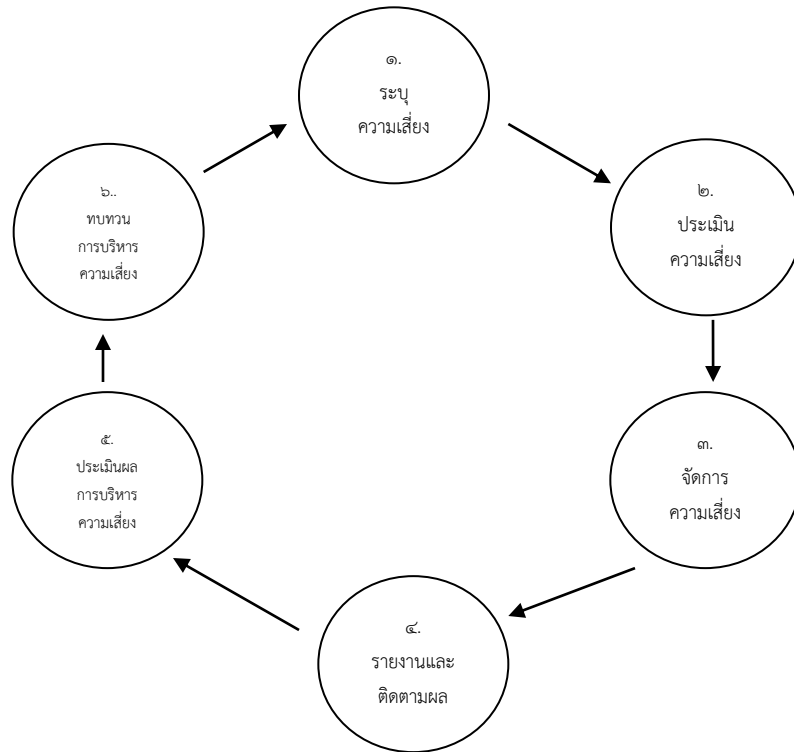 ๑.
ระบุ
ความเสี่ยง
๒.
ประเมิน
ความเสี่ยง
๓.
จัดการ
ความเสี่ยง
๔.
รายงานและ
ติดตามผล
๕.
ประเมินผล
การบริหาร
ความเสี่ยง
๖..
ทบทวน
การบริหาร
ความเสี่ยง